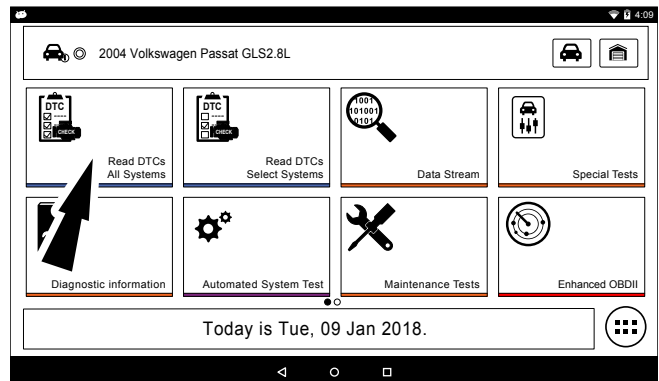 4:09
2004 Volkswagen Passat GLS2.8L
DTC
CHECK
Read DTCs
All Systems
DTC
CHECK
Read DTCs
Select Systems
1001
101001
0101
Data Stream
Special Tests
Diagnostic information
Automated System Test
Maintenance Tests
Enhanced OBDII
Today is Tue, 09 Jan 2018.